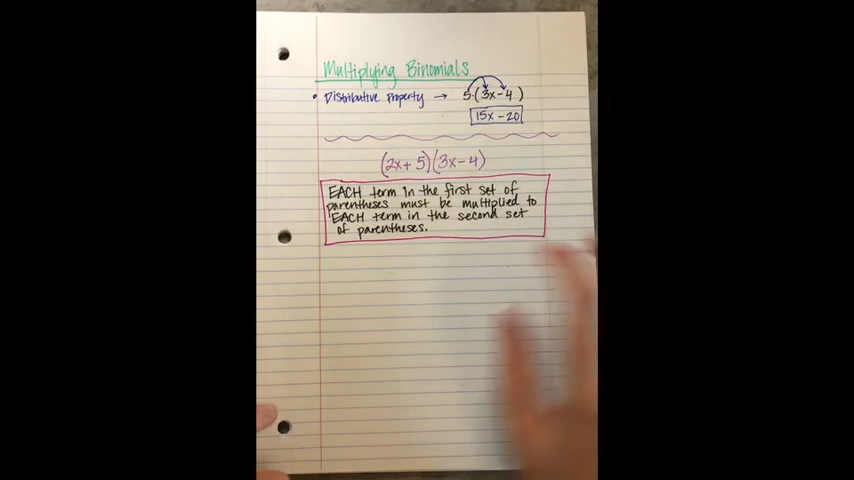 Multiplying Binomials
• Distributive Property → 5·(3x-4)
15x-20
(2x+5)(3x-4)
EACH term in the first set of
parentheses must be multiplied to
EACH term in the second set
of parentheses.